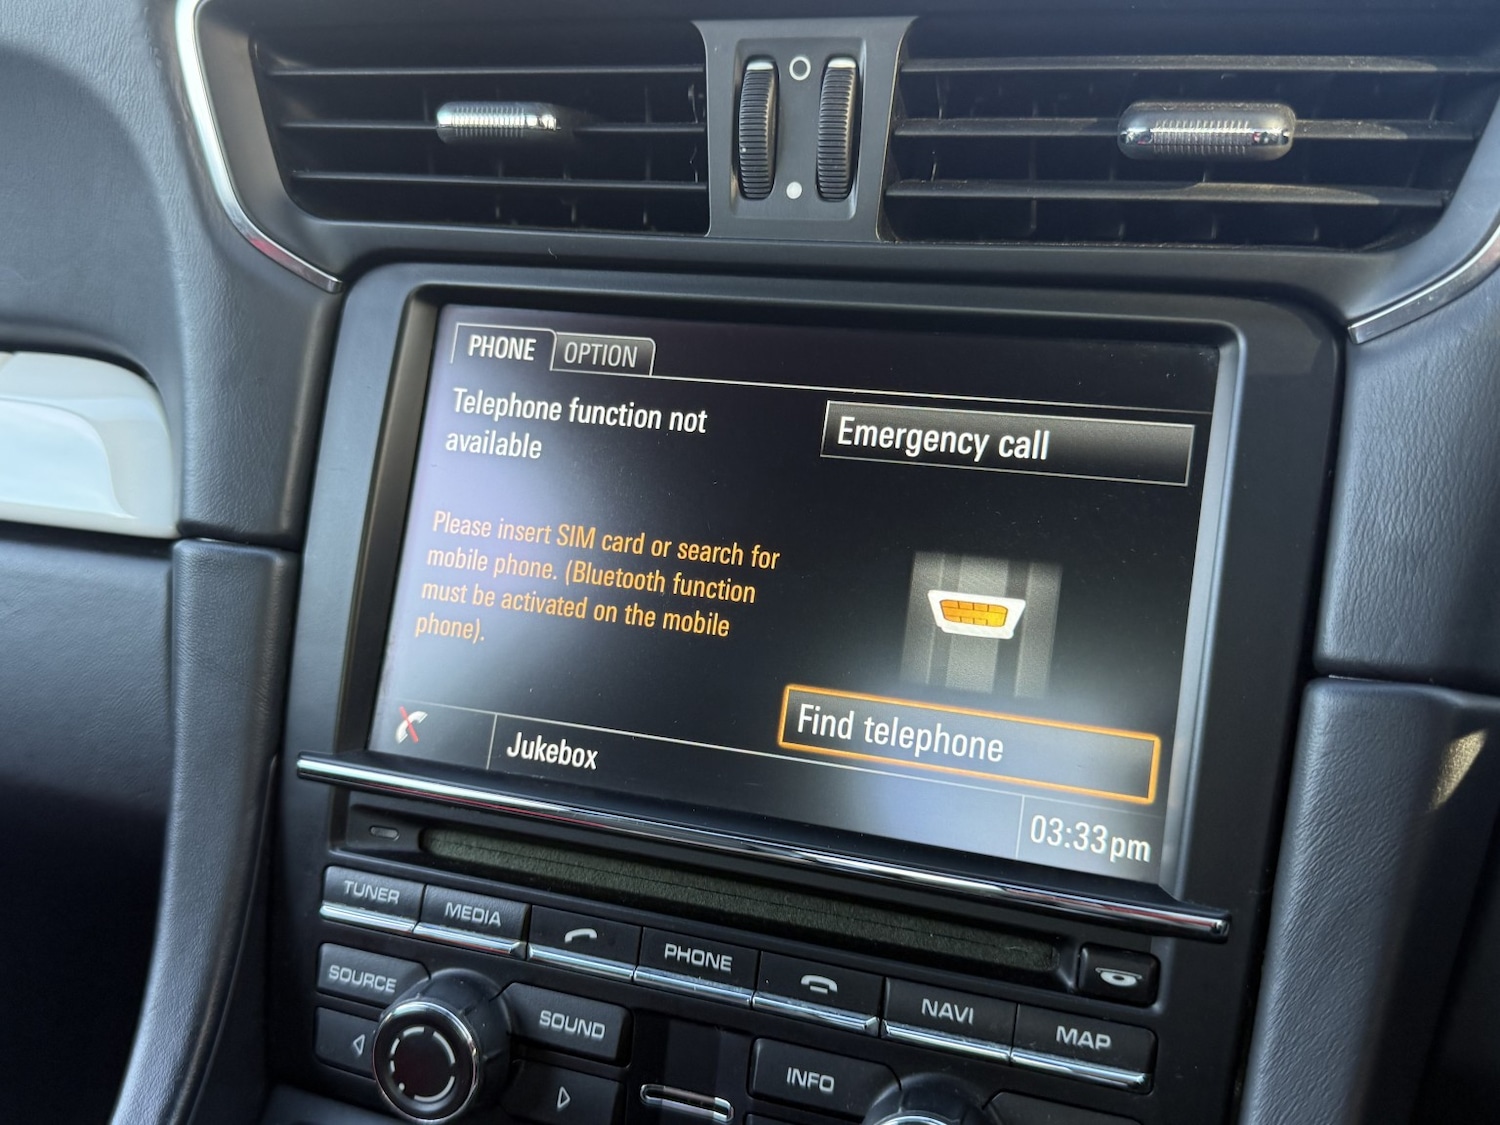 PHONE OPTION
Telephone function not
available
Emergency call
Please insert SIM card or search for
mobile phone. (Bluetooth function
must be activated on the mobile
phone).
Find telephone
Jukebox
03:33pm
TUNER MEDIA PHONE NAVI MAP
SOURCE SOUND INFO